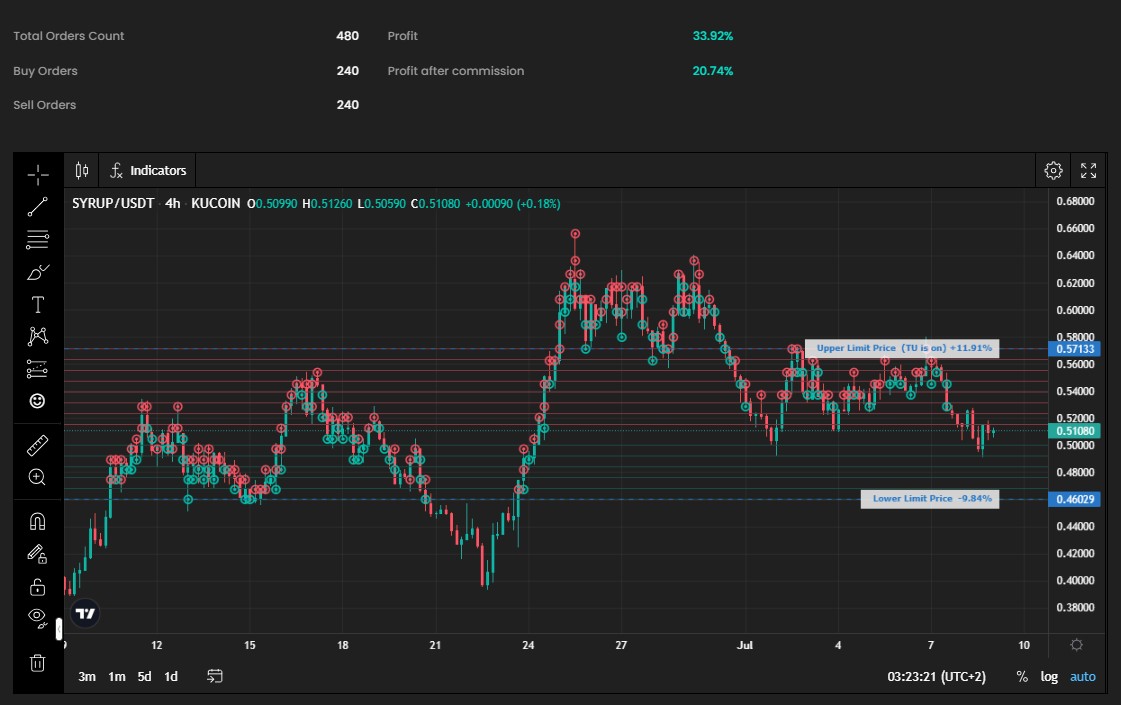 Total Orders Count 480 Profit 33.92%
Buy Orders 240 Profit after commission 20.74%
Sell Orders 240
Indicators
SYRUP/USDT · 4h · KUCOIN O0.50990 H0.51260 L0.50590 C0.51080 +0.00090 (+0.18%)
0.68000
0.66000
0.64000
0.62000
0.60000
0.58000
Upper Limit Price (TU is on) +11.91% 0.57133
0.56000
0.54000
0.52000
0.51080
0.50000
0.48000
Lower Limit Price -9.84% 0.46029
0.44000
0.42000
0.40000
0.38000
9 12 15 18 21 24 27 Jul 4 7 10
3m 1m 5d 1d 03:23:21 (UTC+2) % log auto